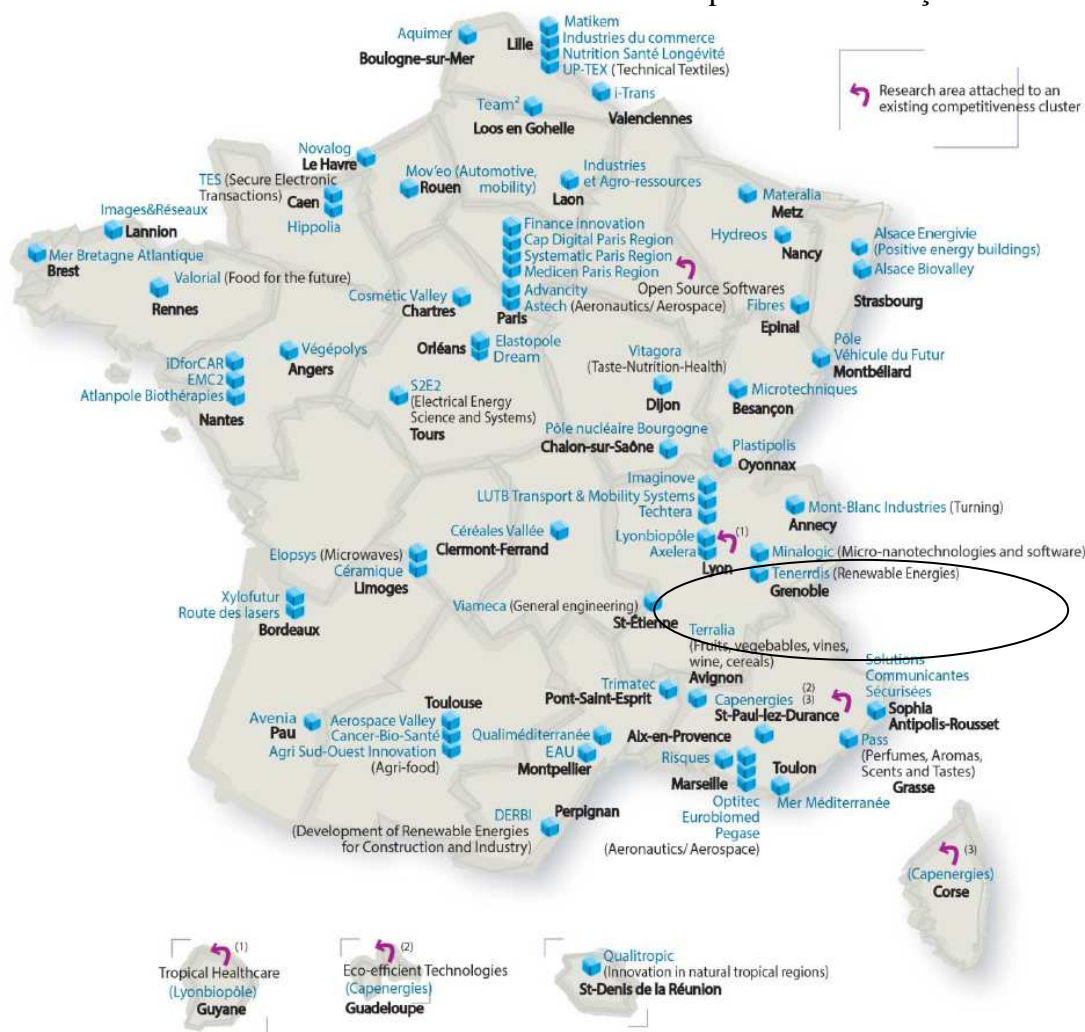 Aquimer
Boulogne-sur-Mer
Lille
Matikem
Industries du commerce
Nutrition Santé Longévité
UP-TEX (Technical Textiles)
Research area attached to an
existing competitiveness cluster
i-Trans
Valenciennes
Team²
Loos en Gohelle
Novalog
Le Havre
Mov'eo (Automotive,
mobility)
Rouen
Industries
et Agro-ressources
Laon
TES (Secure Electronic
Transactions)
Caen
Hippolia
Materalia
Metz
Images&Réseaux
Lannion
Finance innovation
Cap Digital Paris Region
Systematic Paris Region
Medicen Paris Region
Advancity
Astech (Aeronautics/Aerospace)
Paris
Open Source Softwares
Hydreos
Nancy
Alsace Energivie
(Positive energy buildings)
Alsace Biovalley
Strasbourg
Mer Bretagne Atlantique
Brest
Valorial (Food for the future)
Rennes
Cosmétic Valley
Chartres
Fibres
Epinal
Elastopole
Dream
Orléans
Pôle
Véhicule du Futur
Montbéliard
iDforCAR
EMC2
Atlanpole Biothérapies
Nantes
Végépolys
Angers
Vitagora
(Taste-Nutrition-Health)
Dijon
Microtechniques
Besançon
S2E2
(Electrical Energy
Science and Systems)
Tours
Pôle nucléaire Bourgogne
Chalon-sur-Saône
Plastipolis
Oyonnax
Imaginove
LUTB Transport & Mobility Systems
Techtera
Lyonbiopôle (1)
Axelera
Lyon
Mont-Blanc Industries (Turning)
Annecy
Céréales Vallée
Clermont-Ferrand
Minalogic (Micro-nanotechnologies and software)
Tenerrdis (Renewable Energies)
Grenoble
Elopsys (Microwaves)
Céramique
Limoges
Xylofutur
Route des lasers
Bordeaux
Viameca (General engineering)
St-Étienne
Terralia
(Fruits, vegebables, vines,
wine, cereals)
Avignon
Solutions
Communicantes
Sécurisées
Sophia
Antipolis-Rousset
Trimatec
Pont-Saint-Esprit
Capenergies (2)
(3)
St-Paul-lez-Durance
Toulouse
Aerospace Valley
Cancer-Bio-Santé
Agri Sud-Ouest Innovation
(Agri-food)
Avenia
Pau
Qualiméditerranée
EAU
Montpellier
Aix-en-Provence
Risques
Marseille
Optitec
Eurobiomed
Pegase
(Aeronautics/Aerospace)
Toulon
Mer Méditerranée
Pass
(Perfumes, Aromas,
Scents and Tastes)
Grasse
DERBI
(Development of Renewable Energies
for Construction and Industry)
Perpignan
(3)
(Capenergies)
Corse
(1)
Tropical Healthcare
(Lyonbiopôle)
Guyane
(2)
Eco-efficient Technologies
(Capenergies)
Guadeloupe
Qualitropic
(Innovation in natural tropical regions)
St-Denis de la Réunion